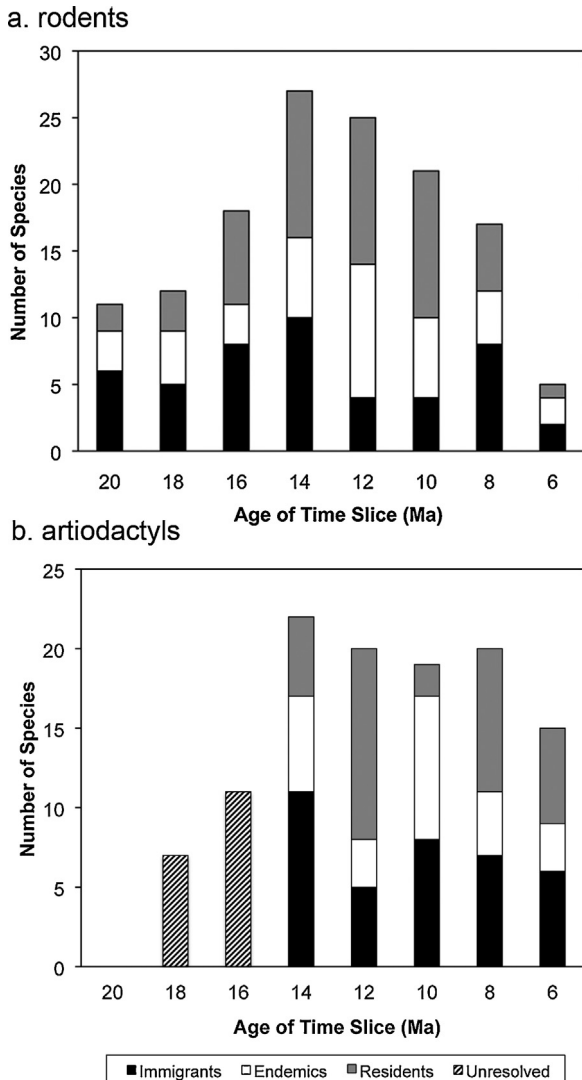 a. rodents
30
25
20
15
10
5
0
Number of Species
20 18 16 14 12 10 8 6
Age of Time Slice (Ma)
b. artiodactyls
25
20
15
10
5
0
Number of Species
20 18 16 14 12 10 8 6
Age of Time Slice (Ma)
Immigrants Endemics Residents Unresolved